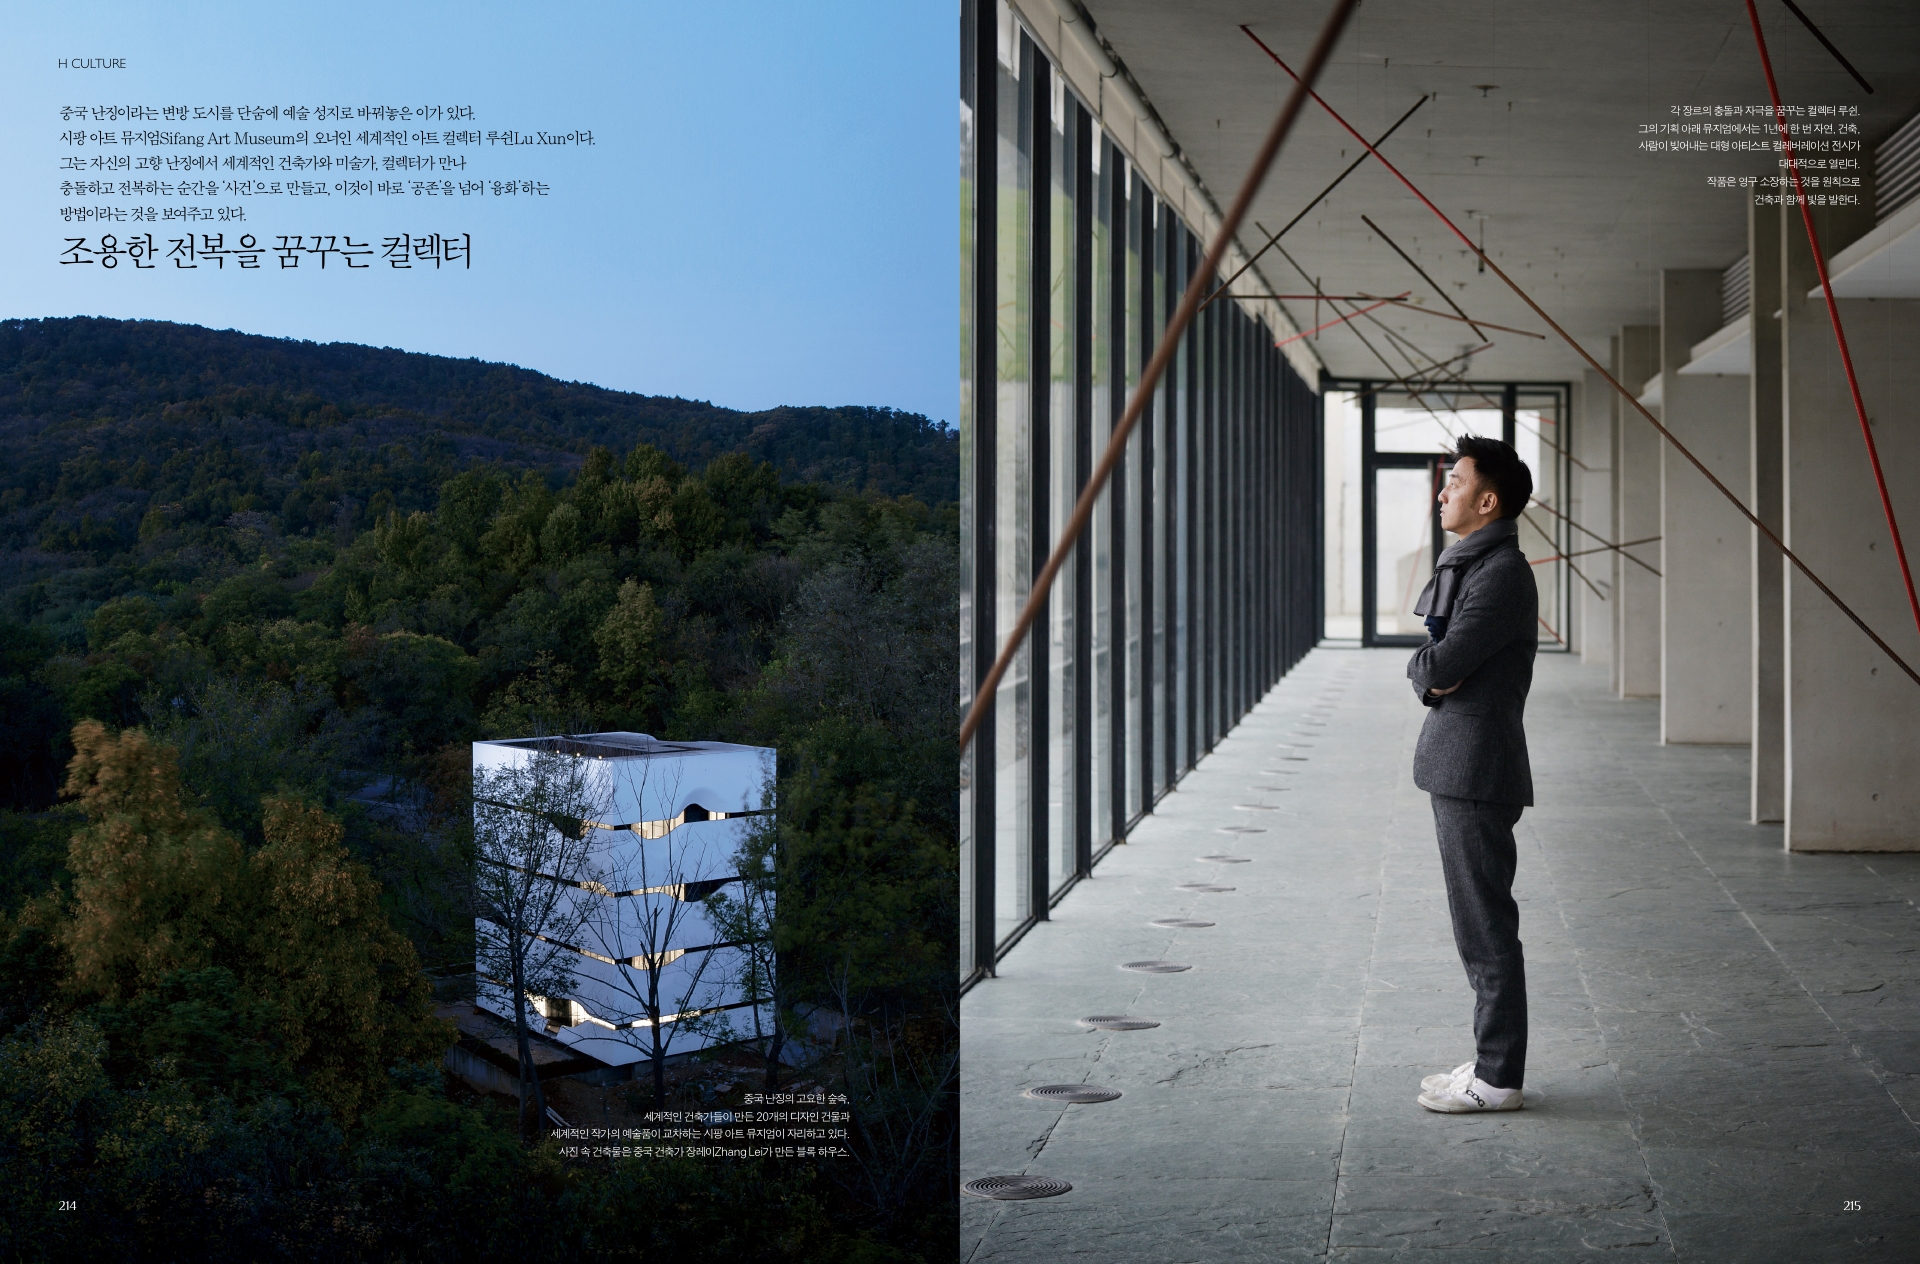 H CULTURE
중국 난징이라는 변방 도시를 단숨에 예술 성지로 바꿔놓은 이가 있다.
시팡 아트 뮤지엄Sifang Art Museum의 오너인 세계적인 아트 컬렉터 루쉰Lu Xun이다.
그는 자신의 고향 난징에서 세계적인 건축가와 미술가, 컬렉터가 만나
충돌하고 전복하는 순간을 ‘사건’으로 만들고, 이것이 바로 ‘공존’을 넘어 ‘융화’하는
방법이라는 것을 보여주고 있다.
조용한 전복을 꿈꾸는 컬렉터
중국 난징의 고요한 숲속,
세계적인 건축가들이 만든 20개의 디자인 건물과
세계적인 작가의 예술품이 교차하는 시팡 아트 뮤지엄이 자리하고 있다.
사진 속 건축물은 중국 건축가 장레이Zhang Lei가 만든 블록 하우스.
214
각 장르의 충돌과 자극을 꿈꾸는 컬렉터 루쉰.
그의 기획 아래 뮤지엄에서는 1년에 한 번 자연, 건축,
사람이 빚어내는 대형 아티스트 컬레버레이션 전시가
대대적으로 열린다.
작품은 영구 소장하는 것을 원칙으로
건축과 함께 빛을 발한다.
CDG
215